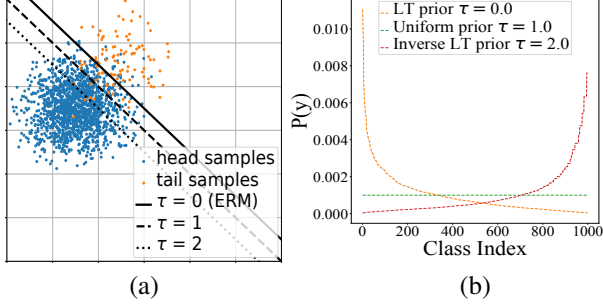 head samples
tail samples
τ = 0 (ERM)
τ = 1
τ = 2
(a)
LT prior τ = 0.0
Uniform prior τ = 1.0
Inverse LT prior τ = 2.0
P(y)
0.010
0.008
0.006
0.004
0.002
0.000
0 200 400 600 800 1000
Class Index
(b)